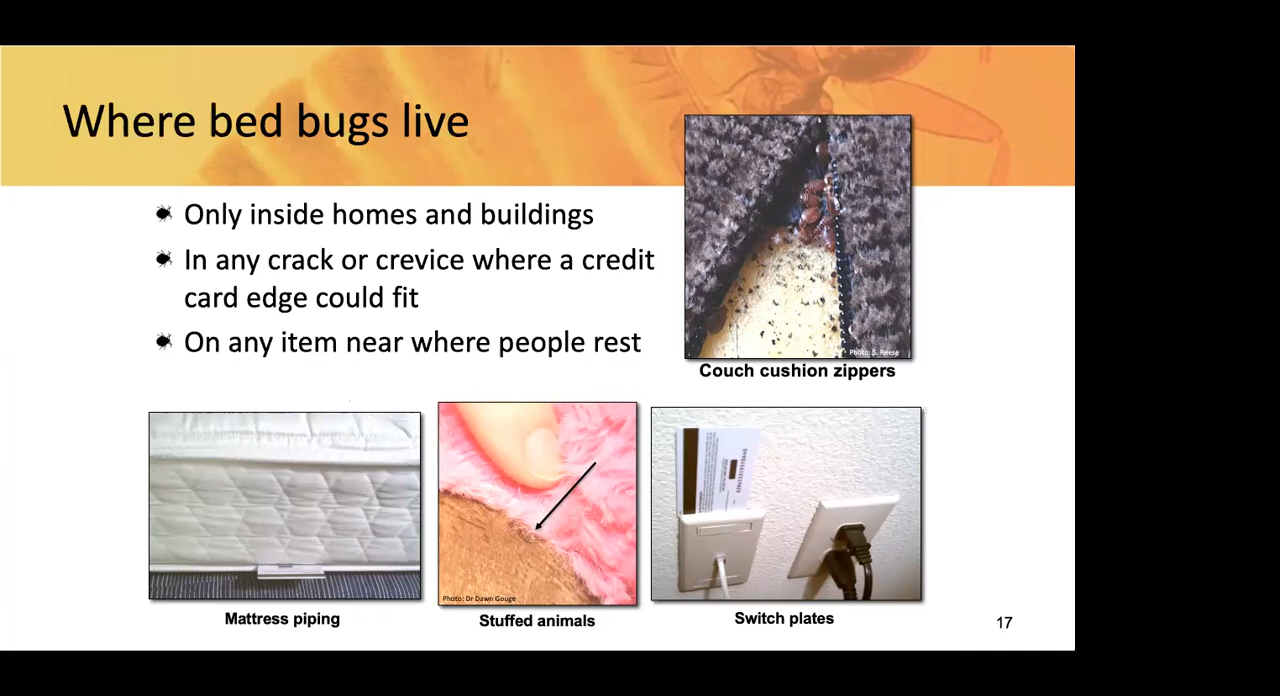 Where bed bugs live
Only inside homes and buildings
In any crack or crevice where a credit
card edge could fit
On any item near where people rest
Photo: S. Reese
Couch cushion zippers
Photo: Dr Dawn Gouge
Mattress piping
Stuffed animals
Switch plates
17